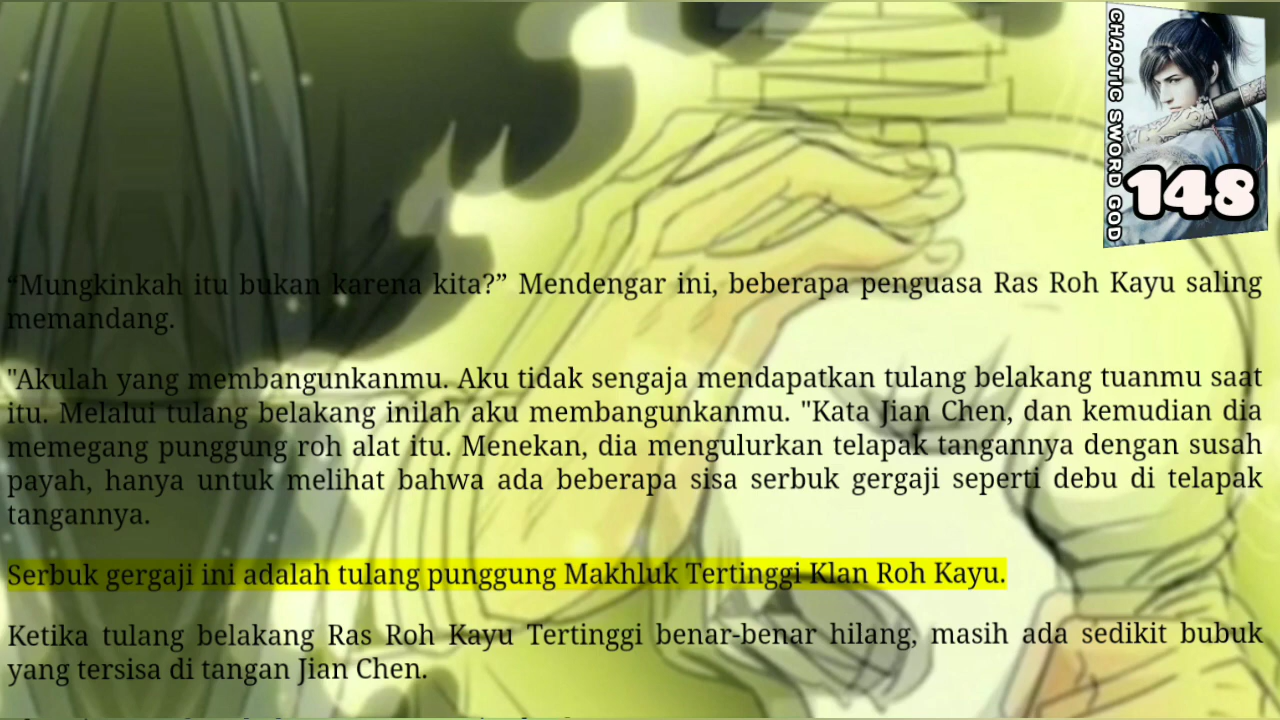 CHAOTIC SWORD GOD
148
“Mungkinkah itu bukan karena kita?” Mendengar ini, beberapa penguasa Ras Roh Kayu saling
memandang.
"Akulah yang membangunkanmu. Aku tidak sengaja mendapatkan tulang belakang tuanmu saat
itu. Melalui tulang belakang inilah aku membangunkanmu. "Kata Jian Chen, dan kemudian dia
memegang punggung roh alat itu. Menekan, dia mengulurkan telapak tangannya dengan susah
payah, hanya untuk melihat bahwa ada beberapa sisa serbuk gergaji seperti debu di telapak
tangannya.
Serbuk gergaji ini adalah tulang punggung Makhluk Tertinggi Klan Roh Kayu.
Ketika tulang belakang Ras Roh Kayu Tertinggi benar-benar hilang, masih ada sedikit bubuk
yang tersisa di tangan Jian Chen.